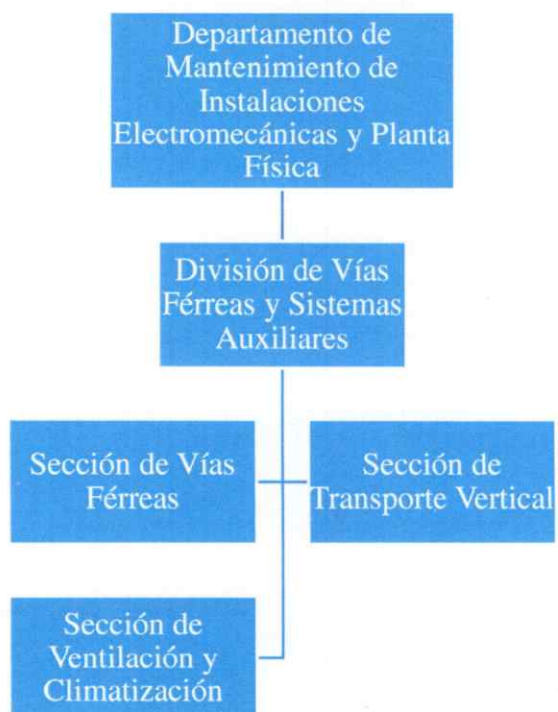 Departamento de
Mantenimiento de
Instalaciones
Electromecánicas y Planta
Física
División de Vías
Férreas y Sistemas
Auxiliares
Sección de Vías
Férreas
Sección de
Transporte Vertical
Sección de
Ventilación y
Climatización